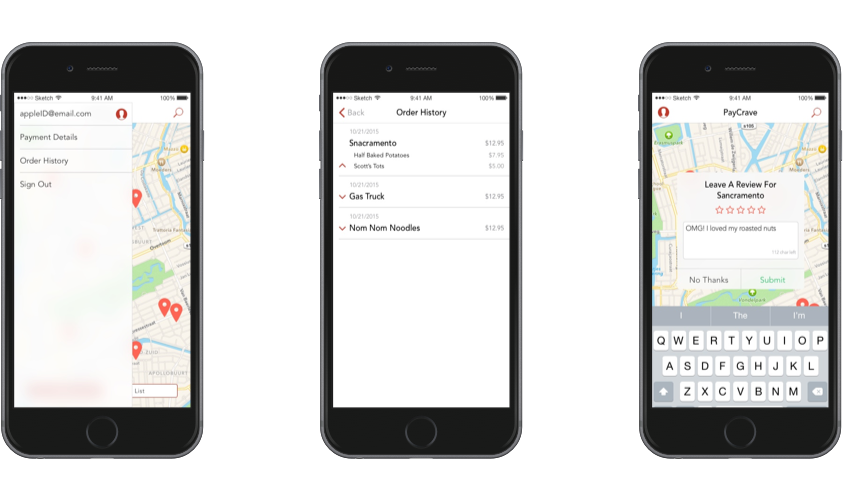 Sketch 9:41 AM 100%
appleID@email.com
Payment Details
Order History
Sign Out
List
Sketch 9:41 AM 100%
Back Order History
10/21/2015
Snacramento $12.95
Half Baked Potatoes $7.95
Scott's Tots $5.00
10/21/2015
Gas Truck $12.95
10/21/2015
Nom Nom Noodles $12.95
Sketch 9:41 AM 100%
PayCrave
Leave A Review For
Sancramento
OMG! I loved my roasted nuts
112 char left
No Thanks Submit
I The I'm
Q W E R T Y U I O P
A S D F G H J K L
Z X C V B N M